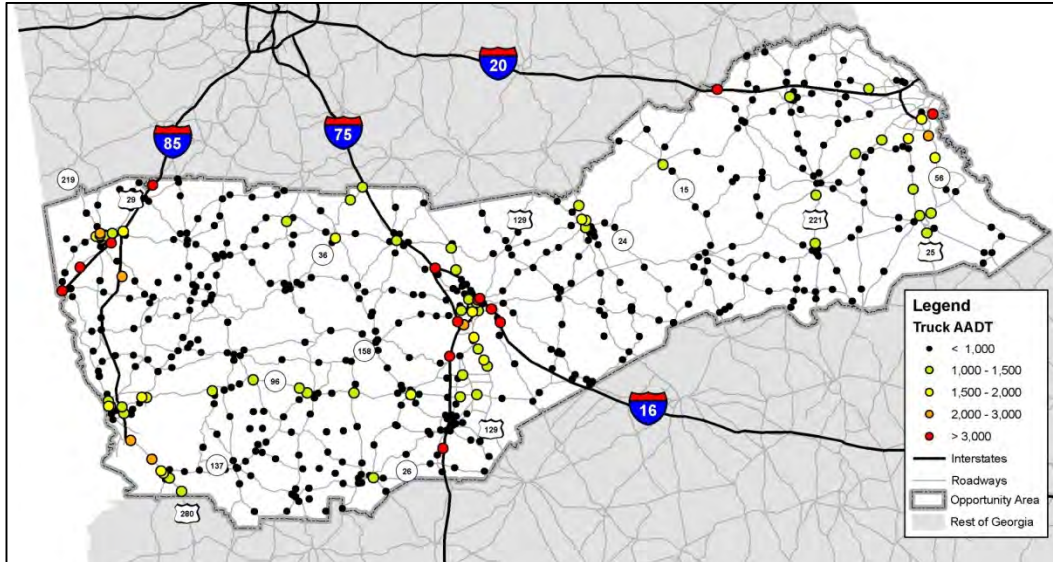 20
85
75
219
29
15
56
129
36
24
221
25
158
96
16
129
137
26
280
Legend
Truck AADT
< 1,000
1,000 - 1,500
1,500 - 2,000
2,000 - 3,000
> 3,000
Interstates
Roadways
Opportunity Area
Rest of Georgia